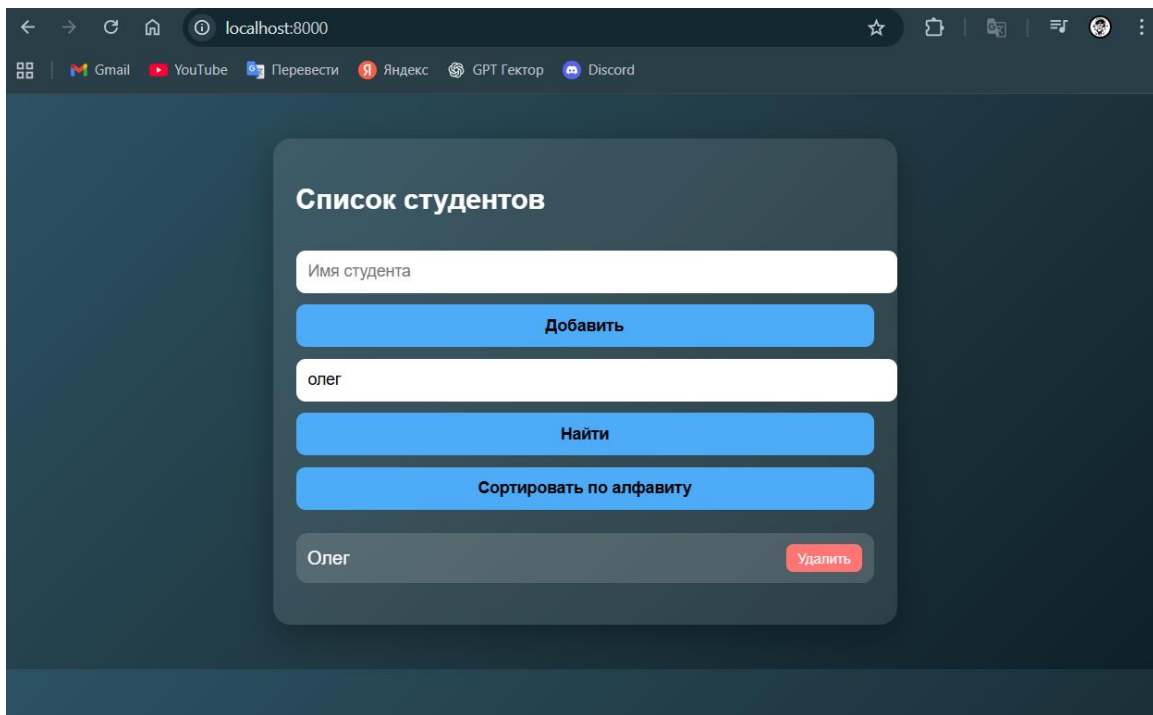 localhost:8000
Gmail YouTube Перевести Яндекс GPT Гектор Discord
Список студентов
Имя студента
Добавить
олег
Найти
Сортировать по алфавиту
Олег Удалить